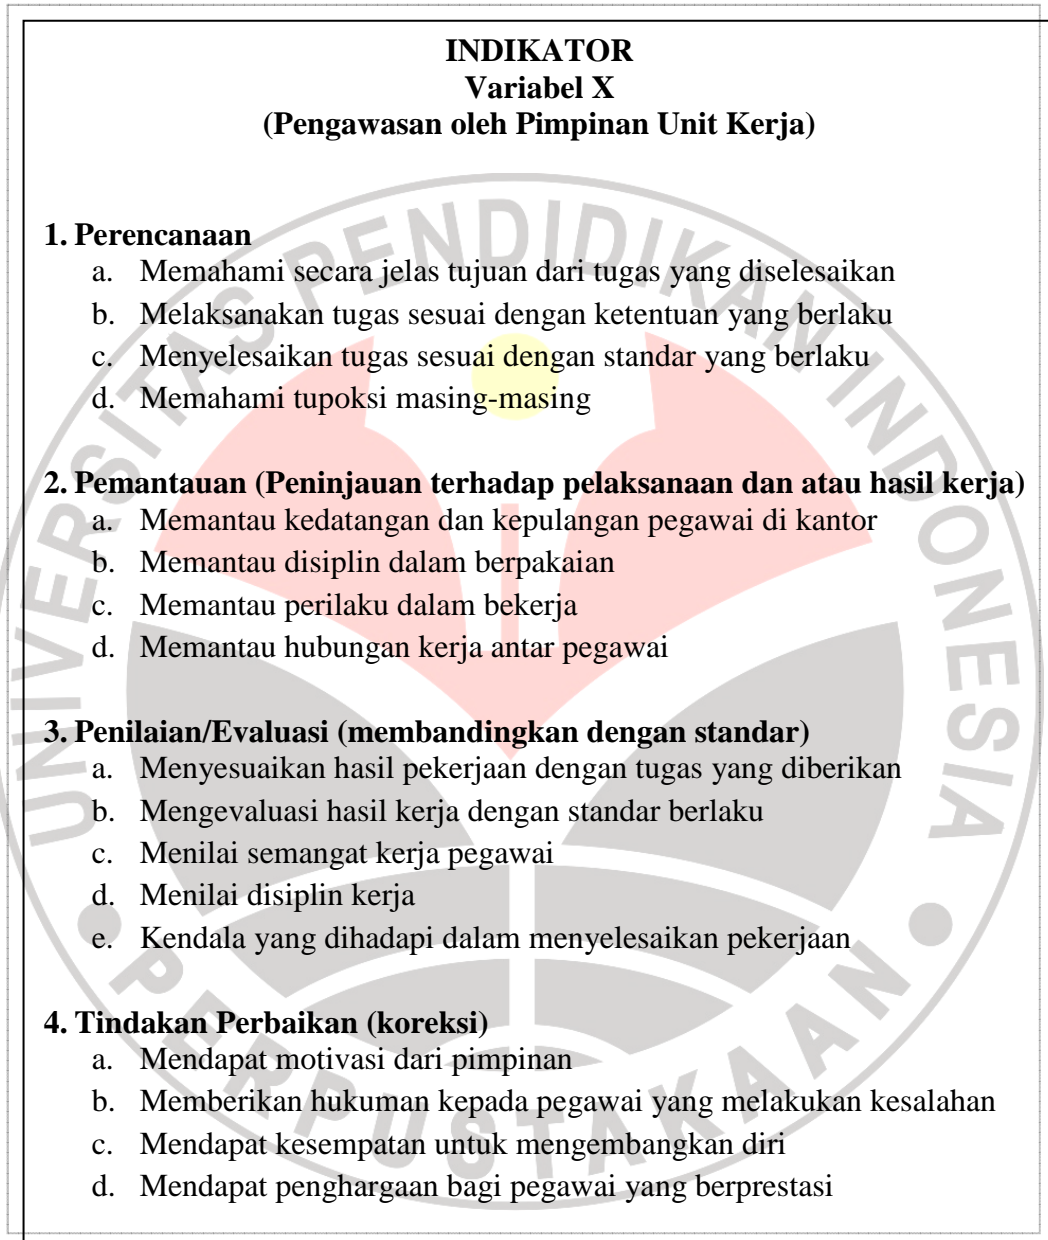 INDIKATOR
Variabel X
(Pengawasan oleh Pimpinan Unit Kerja)
1. Perencanaan
a. Memahami secara jelas tujuan dari tugas yang diselesaikan
b. Melaksanakan tugas sesuai dengan ketentuan yang berlaku
c. Menyelesaikan tugas sesuai dengan standar yang berlaku
d. Memahami tupoksi masing-masing
2. Pemantauan (Peninjauan terhadap pelaksanaan dan atau hasil kerja)
a. Memantau kedatangan dan kepulangan pegawai di kantor
b. Memantau disiplin dalam berpakaian
c. Memantau perilaku dalam bekerja
d. Memantau hubungan kerja antar pegawai
3. Penilaian/Evaluasi (membandingkan dengan standar)
a. Menyesuaikan hasil pekerjaan dengan tugas yang diberikan
b. Mengevaluasi hasil kerja dengan standar berlaku
c. Menilai semangat kerja pegawai
d. Menilai disiplin kerja
e. Kendala yang dihadapi dalam menyelesaikan pekerjaan
4. Tindakan Perbaikan (koreksi)
a. Mendapat motivasi dari pimpinan
b. Memberikan hukuman kepada pegawai yang melakukan kesalahan
c. Mendapat kesempatan untuk mengembangkan diri
d. Mendapat penghargaan bagi pegawai yang berprestasi
UNIVERSITAS PENDIDIKAN INDONESIA
PERPUSTAKAAN